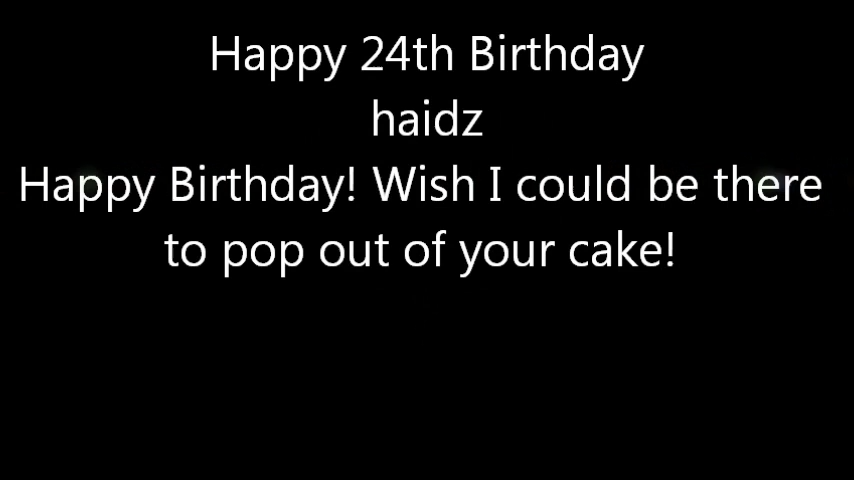 Happy 24th Birthday
haidz
Happy Birthday! Wish I could be there
to pop out of your cake!